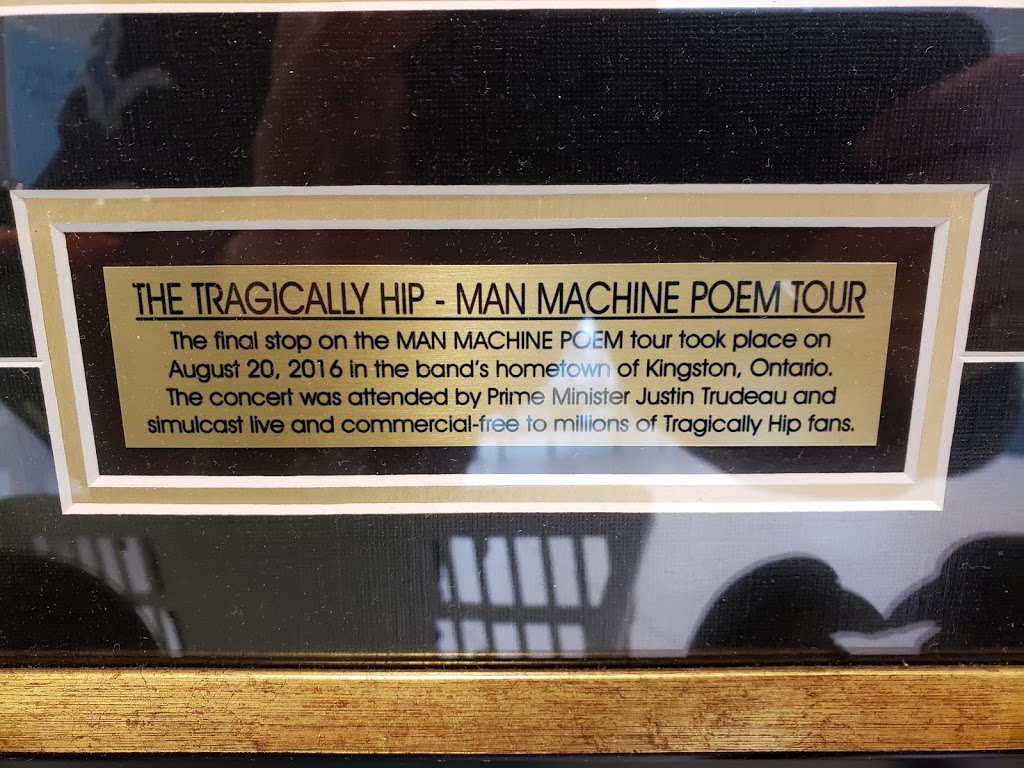 THE TRAGICALLY HIP - MAN MACHINE POEM TOUR
The final stop on the MAN MACHINE POEM tour took place on
August 20, 2016 in the band's hometown of Kingston, Ontario.
The concert was attended by Prime Minister Justin Trudeau and
simulcast live and commercial-free to millions of Tragically Hip fans.